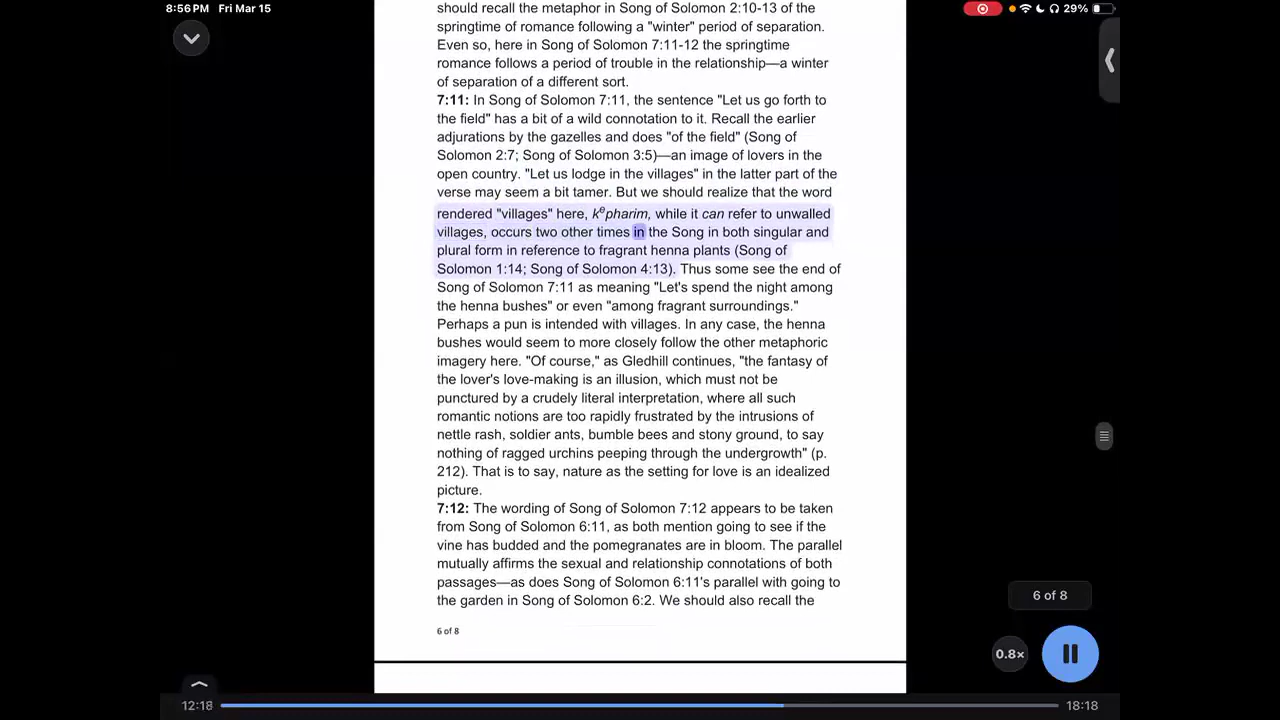 8:56 PM Fri Mar 15
29%
should recall the metaphor in Song of Solomon 2:10-13 of the
springtime of romance following a "winter" period of separation.
Even so, here in Song of Solomon 7:11-12 the springtime
romance follows a period of trouble in the relationship—a winter
of separation of a different sort.
7:11: In Song of Solomon 7:11, the sentence "Let us go forth to
the field" has a bit of a wild connotation to it. Recall the earlier
adjurations by the gazelles and does "of the field" (Song of
Solomon 2:7; Song of Solomon 3:5)—an image of lovers in the
open country. "Let us lodge in the villages" in the latter part of the
verse may seem a bit tamer. But we should realize that the word
rendered "villages" here, kᵉpharim, while it can refer to unwalled
villages, occurs two other times in the Song in both singular and
plural form in reference to fragrant henna plants (Song of
Solomon 1:14; Song of Solomon 4:13). Thus some see the end of
Song of Solomon 7:11 as meaning "Let's spend the night among
the henna bushes" or even "among fragrant surroundings."
Perhaps a pun is intended with villages. In any case, the henna
bushes would seem to more closely follow the other metaphoric
imagery here. "Of course," as Gledhill continues, "the fantasy of
the lover's love-making is an illusion, which must not be
punctured by a crudely literal interpretation, where all such
romantic notions are too rapidly frustrated by the intrusions of
nettle rash, soldier ants, bumble bees and stony ground, to say
nothing of ragged urchins peeping through the undergrowth" (p.
212). That is to say, nature as the setting for love is an idealized
picture.
7:12: The wording of Song of Solomon 7:12 appears to be taken
from Song of Solomon 6:11, as both mention going to see if the
vine has budded and the pomegranates are in bloom. The parallel
mutually affirms the sexual and relationship connotations of both
passages—as does Song of Solomon 6:11's parallel with going to
the garden in Song of Solomon 6:2. We should also recall the
6 of 8
6 of 8
0.8×
12:18
18:18